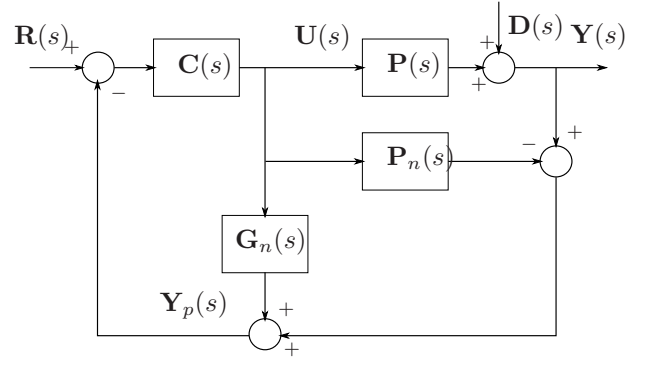 R(s)
+
−
C(s)
U(s)
P(s)
+
+
D(s)
Y(s)
P_n(s)
−
+
G_n(s)
Y_p(s)
+
+